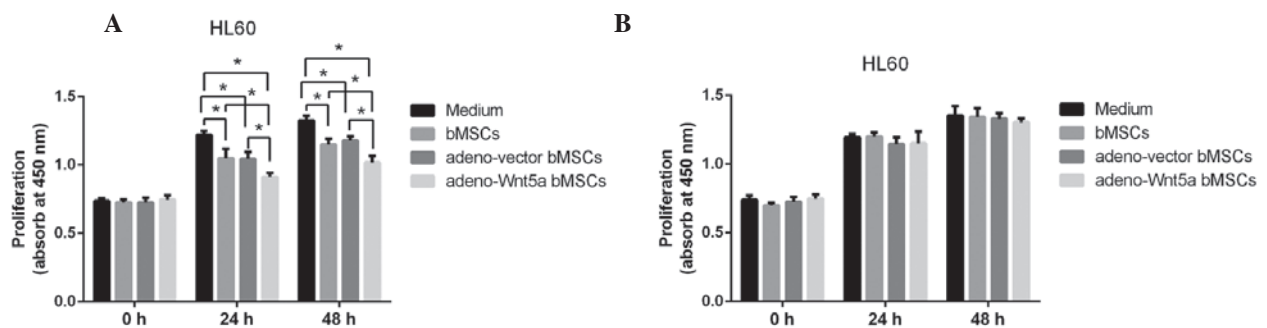 A
HL60
* * * * * * * * * *
Proliferation
(absorb at 450 nm)
1.5
1.0
0.5
0.0
0 h 24 h 48 h
Medium
bMSCs
adeno-vector bMSCs
adeno-Wnt5a bMSCs
B
HL60
Proliferation
(absorb at 450 nm)
1.5
1.0
0.5
0.0
0 h 24 h 48 h
Medium
bMSCs
adeno-vector bMSCs
adeno-Wnt5a bMSCs